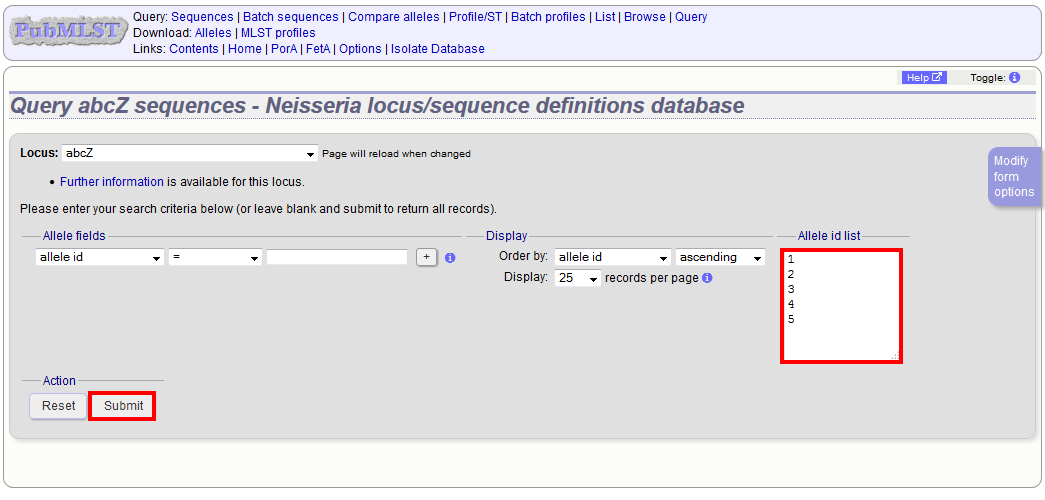 PubMLST
Query: Sequences | Batch sequences | Compare alleles | Profile/ST | Batch profiles | List | Browse | Query
Download: Alleles | MLST profiles
Links: Contents | Home | PorA | FetA | Options | Isolate Database
Help Toggle: i
Query abcZ sequences - Neisseria locus/sequence definitions database
Locus: abcZ Page will reload when changed
Modify
form
options
• Further information is available for this locus.
Please enter your search criteria below (or leave blank and submit to return all records).
Allele fields Display Allele id list
allele id = + i Order by: allele id ascending
Display: 25 records per page i
1
2
3
4
5
Action
Reset Submit